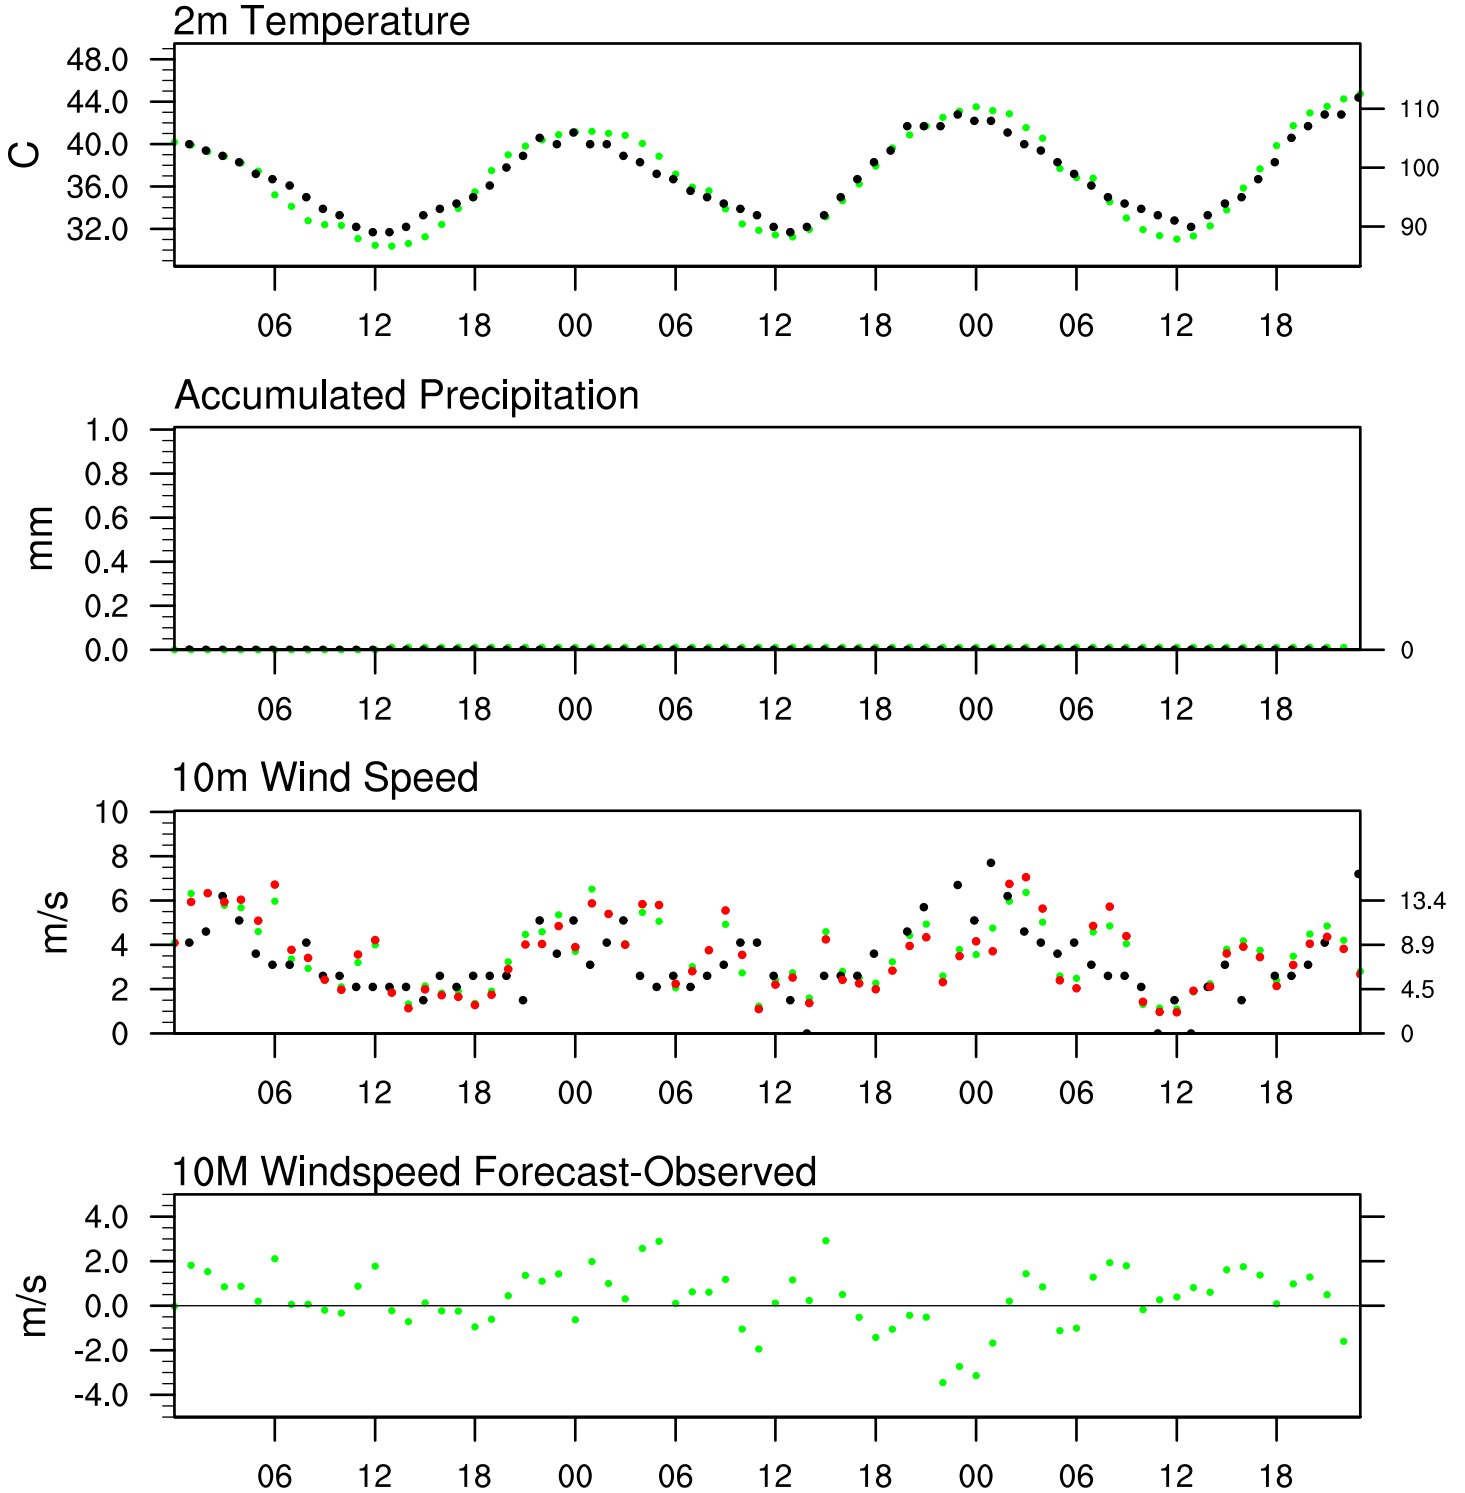 2m Temperature
48.0
44.0
40.0
36.0
32.0
C
110
100
90
06 12 18 00 06 12 18 00 06 12 18
Accumulated Precipitation
1.0
0.8
0.6
0.4
0.2
0.0
mm
0
06 12 18 00 06 12 18 00 06 12 18
10m Wind Speed
10
8
6
4
2
0
m/s
13.4
8.9
4.5
0
06 12 18 00 06 12 18 00 06 12 18
10M Windspeed Forecast-Observed
4.0
2.0
0.0
-2.0
-4.0
m/s
06 12 18 00 06 12 18 00 06 12 18